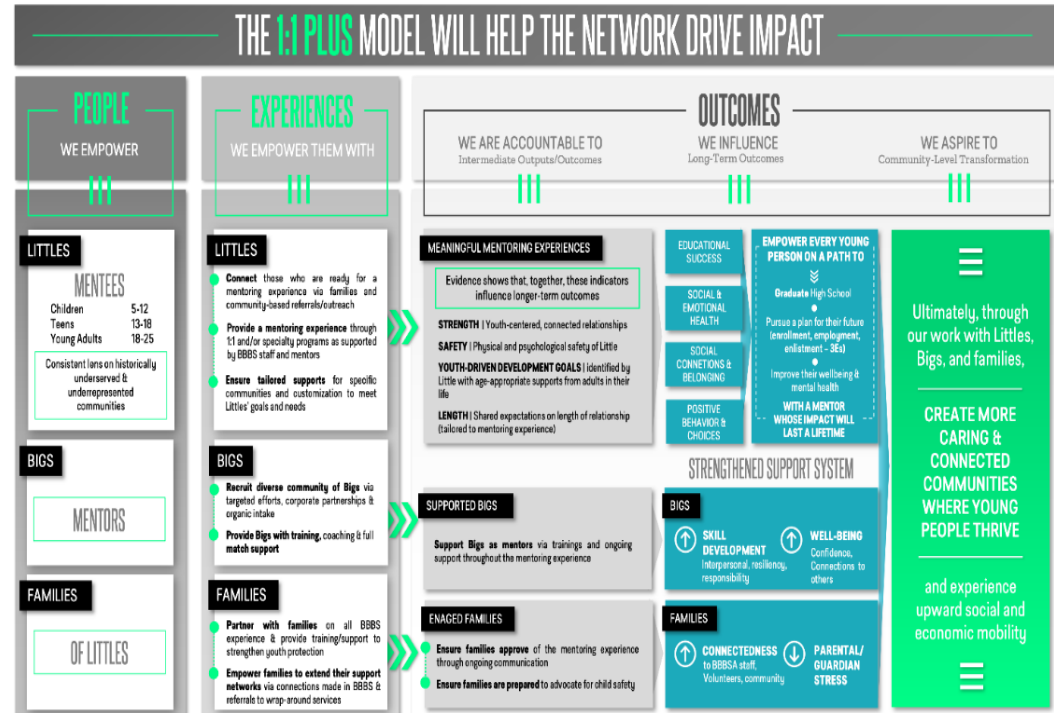 THE 1:1 PLUS MODEL WILL HELP THE NETWORK DRIVE IMPACT
PEOPLE
WE EMPOWER
EXPERIENCES
WE EMPOWER THEM WITH
OUTCOMES
WE ARE ACCOUNTABLE TO
Intermediate Outputs/Outcomes
WE INFLUENCE
Long-Term Outcomes
WE ASPIRE TO
Community-Level Transformation
LITTLES
MENTEES
Children 5-12
Teens 13-18
Young Adults 18-25
Consistent lens on historically
underserved &
underrepresented
communities
LITTLES
Connect those who are ready for a
mentoring experience via families and
community-based referrals/outreach
Provide a mentoring experience through
1:1 and/or specialty programs as supported
by BBBS staff and mentors
Ensure tailored supports for specific
communities and customization to meet
Littles' goals and needs
MEANINGFUL MENTORING EXPERIENCES
Evidence shows that, together, these indicators
influence longer-term outcomes
STRENGTH | Youth-centered, connected relationships
SAFETY | Physical and psychological safety of Little
YOUTH-DRIVEN DEVELOPMENT GOALS | identified by
Little with age-appropriate supports from adults in their
life
LENGTH | Shared expectations on length of relationship
(tailored to mentoring experience)
EDUCATIONAL
SUCCESS
SOCIAL &
EMOTIONAL
HEALTH
SOCIAL
CONNETIONS &
BELONGING
POSITIVE
BEHAVIOR &
CHOICES
EMPOWER EVERY YOUNG
PERSON ON A PATH TO
Graduate High School
Pursue a plan for their future
(enrollment, employment,
enlistment - 3Es)
Improve their wellbeing &
mental health
WITH A MENTOR
WHOSE IMPACT WILL
LAST A LIFETIME
Ultimately, through
our work with Littles,
Bigs, and families,
CREATE MORE
CARING &
CONNECTED
COMMUNITIES
WHERE YOUNG
PEOPLE THRIVE
and experience
upward social and
economic mobility
BIGS
MENTORS
BIGS
Recruit diverse community of Bigs via
targeted efforts, corporate partnerships &
organic intake
Provide Bigs with training, coaching & full
match support
SUPPORTED BIGS
Support Bigs as mentors via trainings and ongoing
support throughout the mentoring experience
STRENGTHENED SUPPORT SYSTEM
BIGS
SKILL
DEVELOPMENT
Interpersonal, resiliency,
responsibility
WELL-BEING
Confidence,
Connections to
others
FAMILIES
OF LITTLES
FAMILIES
Partner with families on all BBBS
experience & provide training/support to
strengthen youth protection
Empower families to extend their support
networks via connections made in BBBS &
referrals to wrap-around services
ENAGED FAMILIES
Ensure families approve of the mentoring experience
through ongoing communication
Ensure families are prepared to advocate for child safety
FAMILIES
CONNECTEDNESS
to BBBSA staff,
Volunteers, community
PARENTAL/
GUARDIAN
STRESS